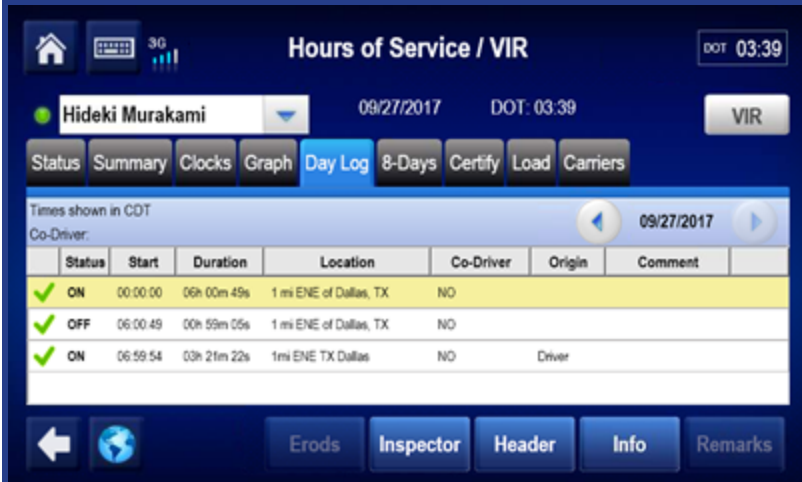 3G Hours of Service / VIR DOT 03:39
Hideki Murakami 09/27/2017 DOT: 03:39 VIR
Status Summary Clocks Graph Day Log 8-Days Certify Load Carriers
Times shown in CDT
Co-Driver: 09/27/2017
Status Start Duration Location Co-Driver Origin Comment
ON 00:00:00 06h 00m 49s 1 mi ENE of Dallas, TX NO
OFF 06:00:49 00h 59m 05s 1 mi ENE of Dallas, TX NO
ON 06:59:54 03h 21m 22s 1mi ENE TX Dallas NO Driver
Erods Inspector Header Info Remarks